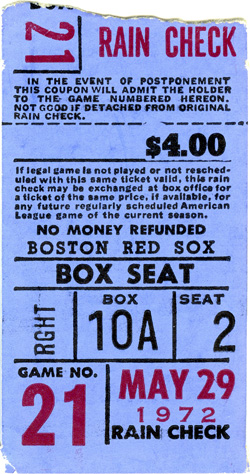 21
RAIN CHECK
IN THE EVENT OF POSTPONEMENT
THIS COUPON WILL ADMIT THE HOLDER
TO THE GAME NUMBERED HEREON.
NOT GOOD IF DETACHED FROM ORIGINAL
RAIN CHECK.
$4.00
If legal game is not played or not resched-
uled with this same ticket valid, this rain
check may be exchanged at box office for
a ticket of the same price, if available, for
any future regularly scheduled American
League game of the current season.
NO MONEY REFUNDED
BOSTON RED SOX
BOX SEAT
RGHT
BOX
10A
SEAT
2
GAME NO.
21
MAY 29
1972
RAIN CHECK